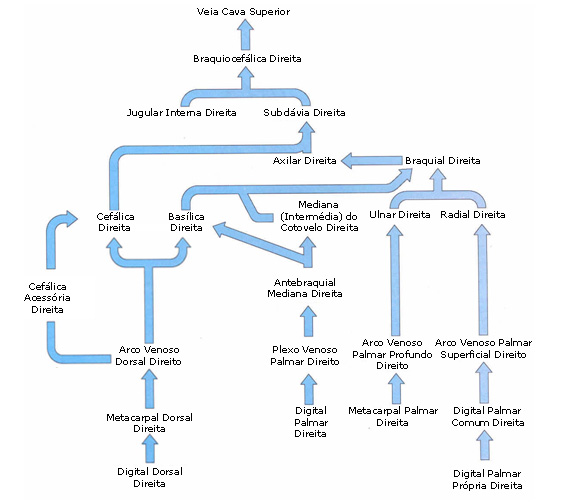 Veia Cava Superior
Braquiocefálica Direita
Jugular Interna Direita
Subdávia Direita
Axilar Direita
Braquial Direita
Cefálica
Direita
Basílica
Direita
Mediana
(Intermédia) do
Cotovelo Direita
Ulnar Direita
Radial Direita
Cefálica
Acessória
Direita
Antebraquial
Mediana Direita
Arco Venoso
Dorsal Direito
Plexo Venoso
Palmar Direito
Arco Venoso
Palmar Profundo
Direito
Arco Venoso Palmar
Superficial Direito
Metacarpal Dorsal
Direita
Digital
Palmar
Direita
Metacarpal Palmar
Direita
Digital Palmar
Comum Direita
Digital Dorsal
Direita
Digital Palmar
Própria Direita